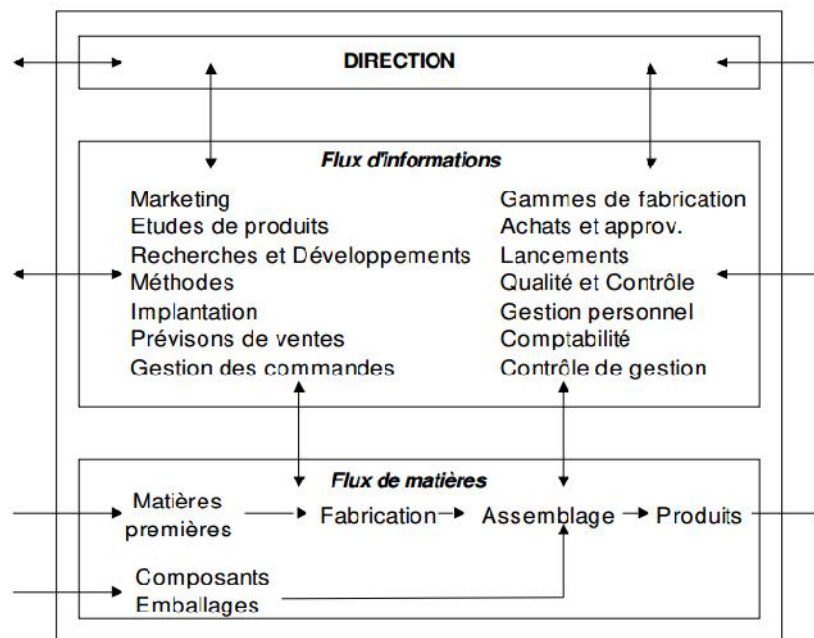 DIRECTION
Flux d'informations
Marketing
Etudes de produits
Recherches et Développements
Méthodes
Implantation
Prévisons de ventes
Gestion des commandes
Gammes de fabrication
Achats et approv.
Lancements
Qualité et Contrôle
Gestion personnel
Comptabilité
Contrôle de gestion
Flux de matières
Matières
premières
Fabrication
Assemblage
Produits
Composants
Emballages